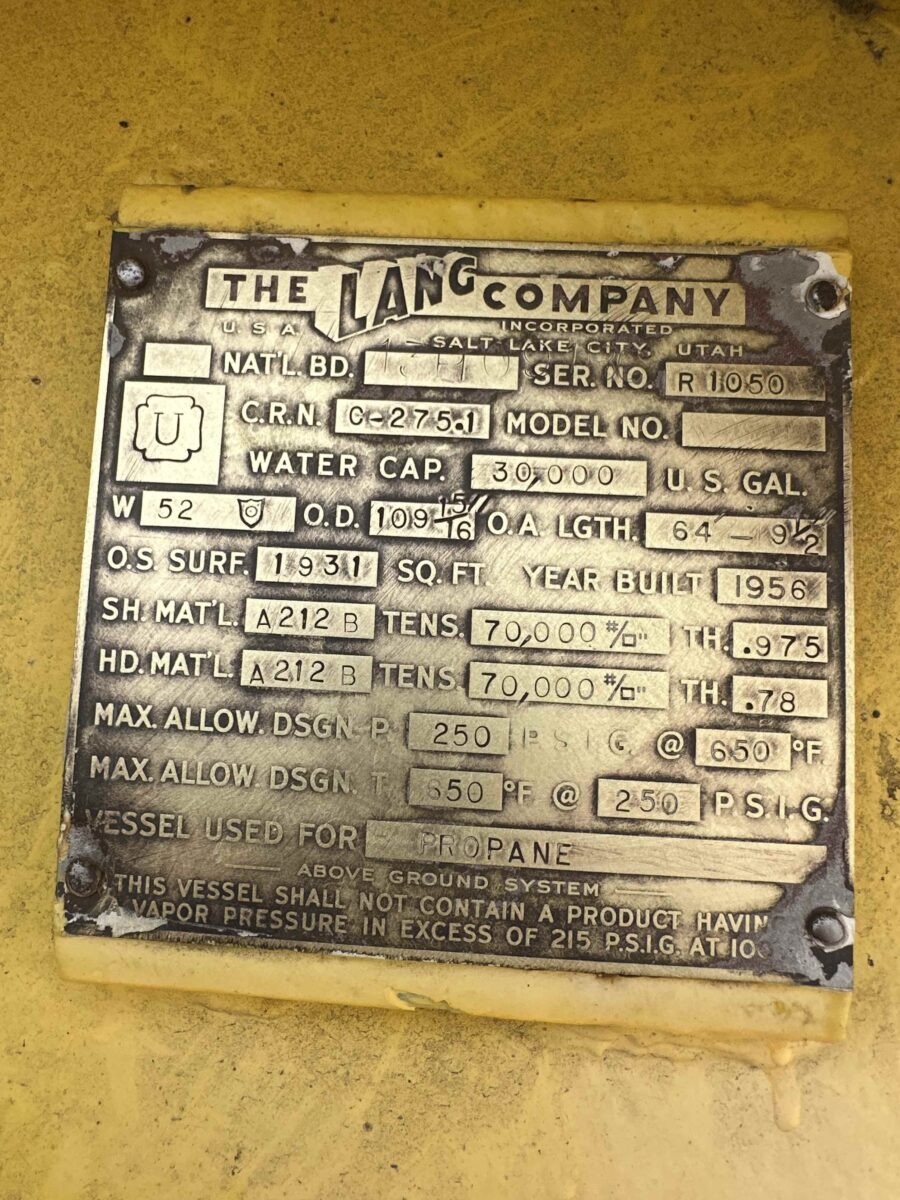 THE LANG COMPANY
U.S.A. INCORPORATED
SALT LAKE CITY, UTAH
NAT'L. BD. SER. NO. R 1050
U C.R.N. C-275.1 MODEL NO.
WATER CAP. 30,000 U.S. GAL.
W 52 O.D. 109 15/16" O.A. LGTH. 64 - 9 1/2
O.S. SURF. 1931 SQ. FT. YEAR BUILT 1956
SH. MAT'L. A212 B TENS. 70,000 #/□" TH. .975
HD. MAT'L. A212 B TENS. 70,000 #/□" TH. .78
MAX. ALLOW. DSGN. P. 250 P.S.I.G. @ 650 °F.
MAX. ALLOW. DSGN. T. 650 °F @ 250 P.S.I.G.
VESSEL USED FOR PROPANE
ABOVE GROUND SYSTEM
THIS VESSEL SHALL NOT CONTAIN A PRODUCT HAVIN
A VAPOR PRESSURE IN EXCESS OF 215 P.S.I.G. AT